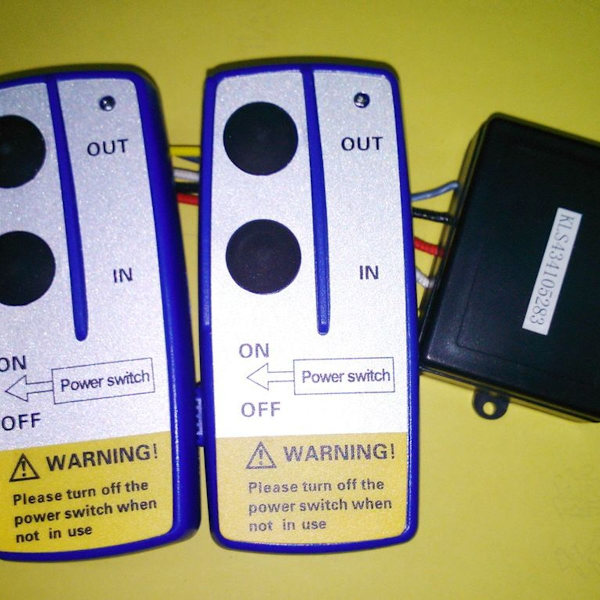 OUT
IN
ON
Power switch
OFF
WARNING!
Please turn off the
power switch when
not in use
OUT
IN
ON
Power switch
OFF
WARNING!
Please turn off the
power switch when
not in use
KLS434105283